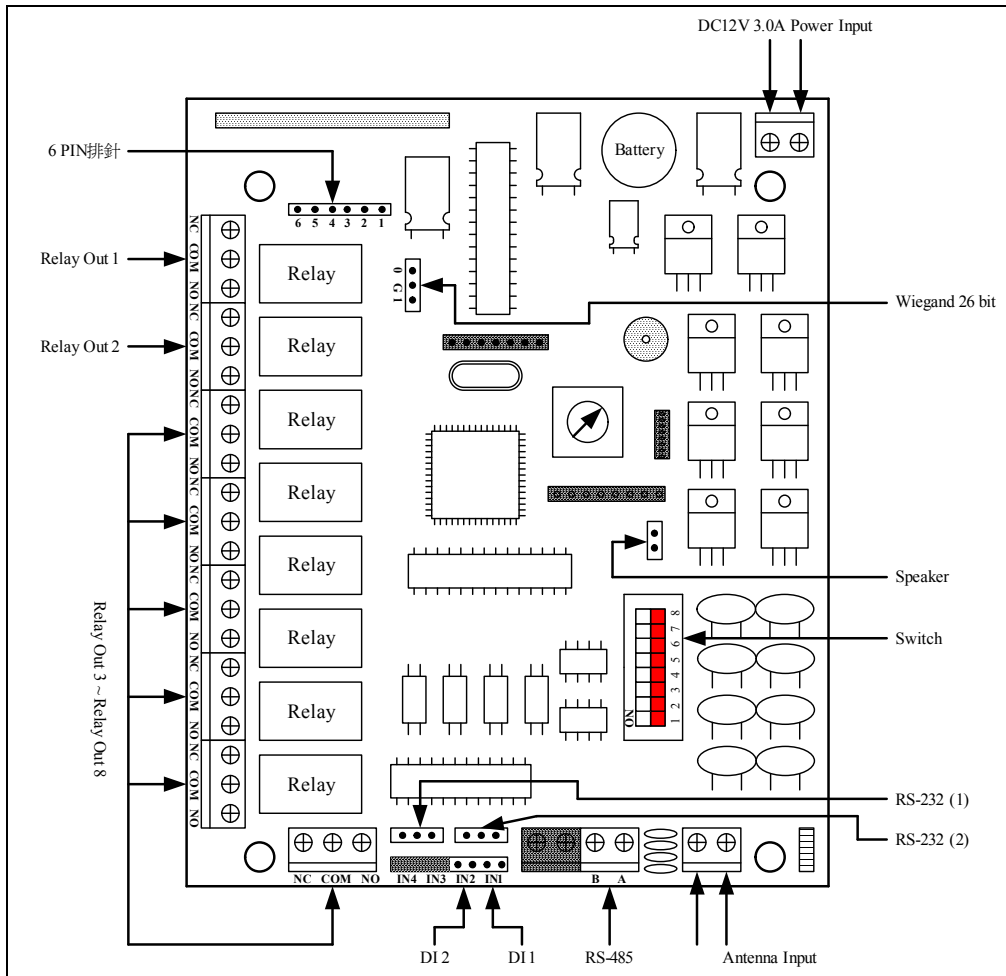 DC12V 3.0A Power Input
6 PIN排針
Battery
6 5 4 3 2 1
NC COM NO
Relay Out 1
Relay
0 G 1
Wiegand 26 bit
NC COM NO
Relay Out 2
Relay
NC COM NO
Relay
NC COM NO
Relay
Speaker
NC COM NO
Relay
Relay Out 3 ~ Relay Out 8
Switch
1 2 3 4 5 6 7 8
NO
NC COM NO
Relay
Relay
NC COM NO
Relay
RS-232 (1)
RS-232 (2)
NC COM NO
IN4 IN3 IN2 IN1
B A
DI 2
DI 1
RS-485
Antenna Input